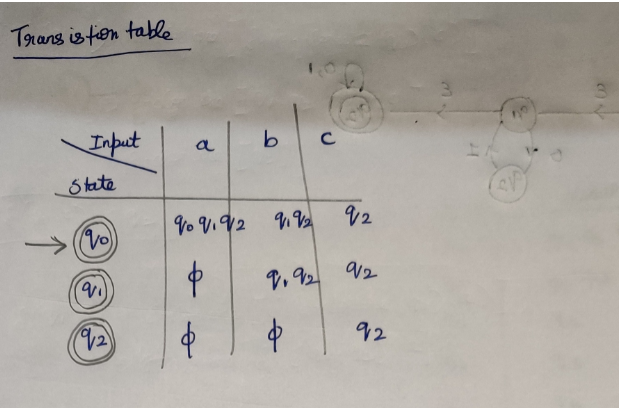 Transistion table
Input a b c
State
→ q0 q0 q1 q2 q1 q2 q2
q1 ϕ q1 q2 q2
q2 ϕ ϕ q2